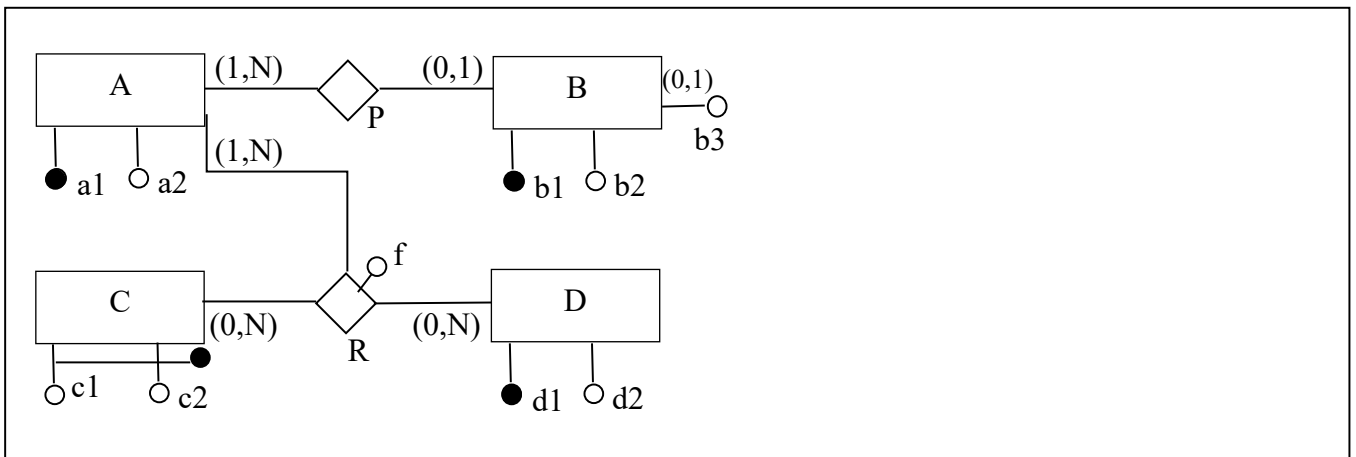 A (1,N) P (0,1) B (0,1)
b3
a1 a2 (1,N) b1 b2
f
C (0,N) R (0,N) D
c1 c2 d1 d2